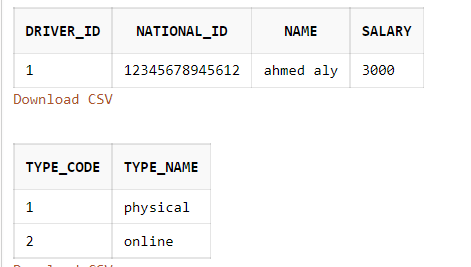 DRIVER_ID NATIONAL_ID NAME SALARY
1 12345678945612 ahmed aly 3000
Download CSV
TYPE_CODE TYPE_NAME
1 physical
2 online